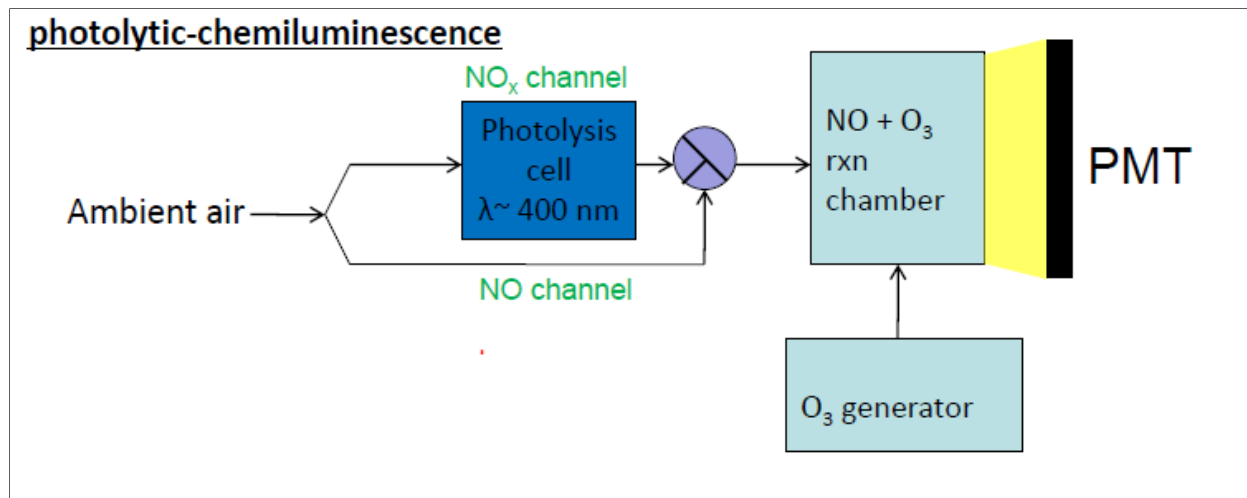 photolytic-chemiluminescence
NOₓ channel
Photolysis
cell
λ~ 400 nm
Ambient air
NO channel
NO + O₃
rxn
chamber
PMT
O₃ generator